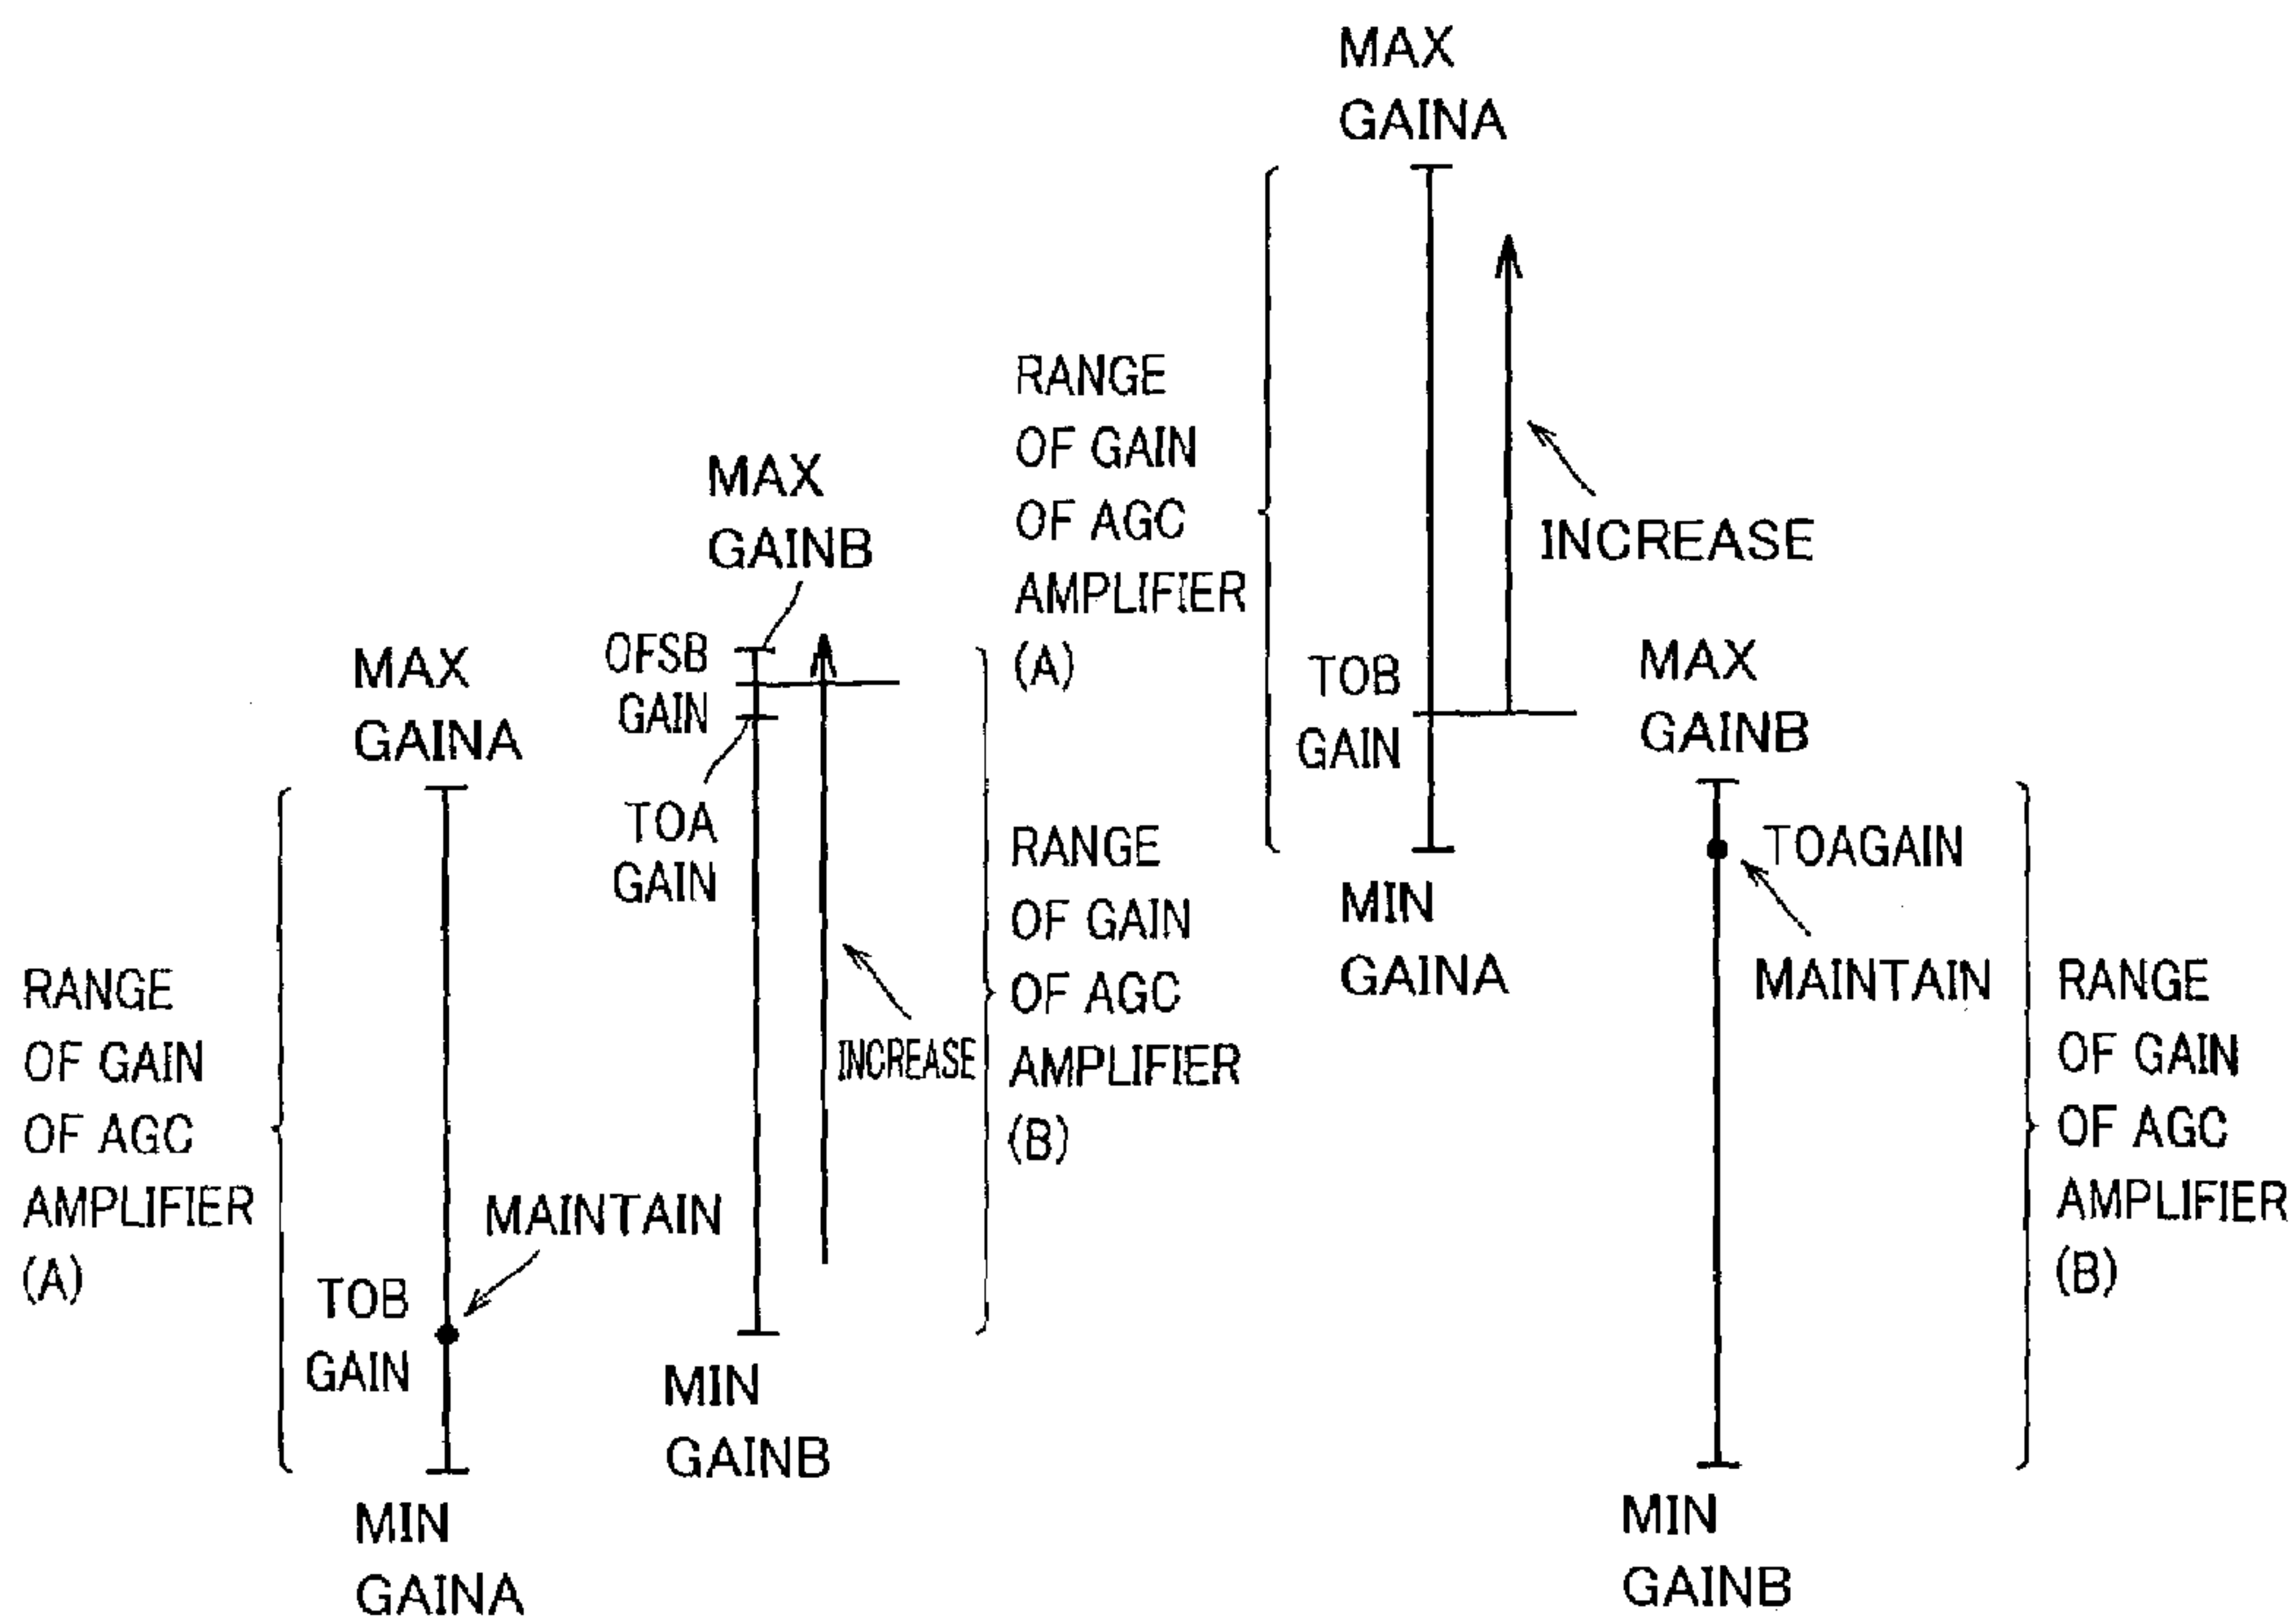 RANGE
OF GAIN
OF AGC
AMPLIFIER
(A)
MAX
GAINA
TOB
GAIN
MAINTAIN
MIN
GAINA
MAX
GAINB
OFSB
GAIN
TOA
GAIN
INCREASE
MIN
GAINB
RANGE
OF GAIN
OF AGC
AMPLIFIER
(B)
RANGE
OF GAIN
OF AGC
AMPLIFIER
(A)
MAX
GAINA
INCREASE
TOB
GAIN
MIN
GAINA
MAX
GAINB
TOAGAIN
MAINTAIN
MIN
GAINB
RANGE
OF GAIN
OF AGC
AMPLIFIER
(B)